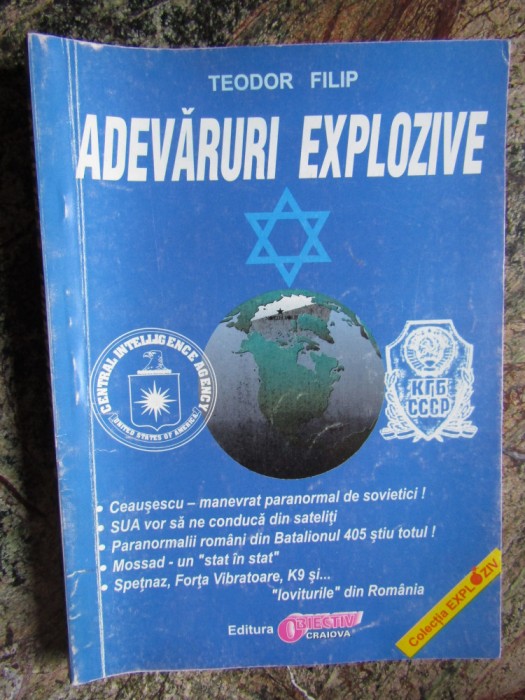 TEODOR FILIP
ADEVĂRURI EXPLOZIVE
CENTRAL INTELLIGENCE AGENCY
UNITED STATES OF AMERICA
КГБ
СССР
• Ceaușescu – manevrat paranormal de sovietici !
• SUA vor să ne conducă din sateliți
• Paranormalii români din Batalionul 405 știu totul !
• Mossad - un "stat în stat"
• Spețnaz, Forța Vibratoare, K9 și...
"loviturile" din România
Editura OBIECTIV
CRAIOVA
Colecția EXPLOZIV